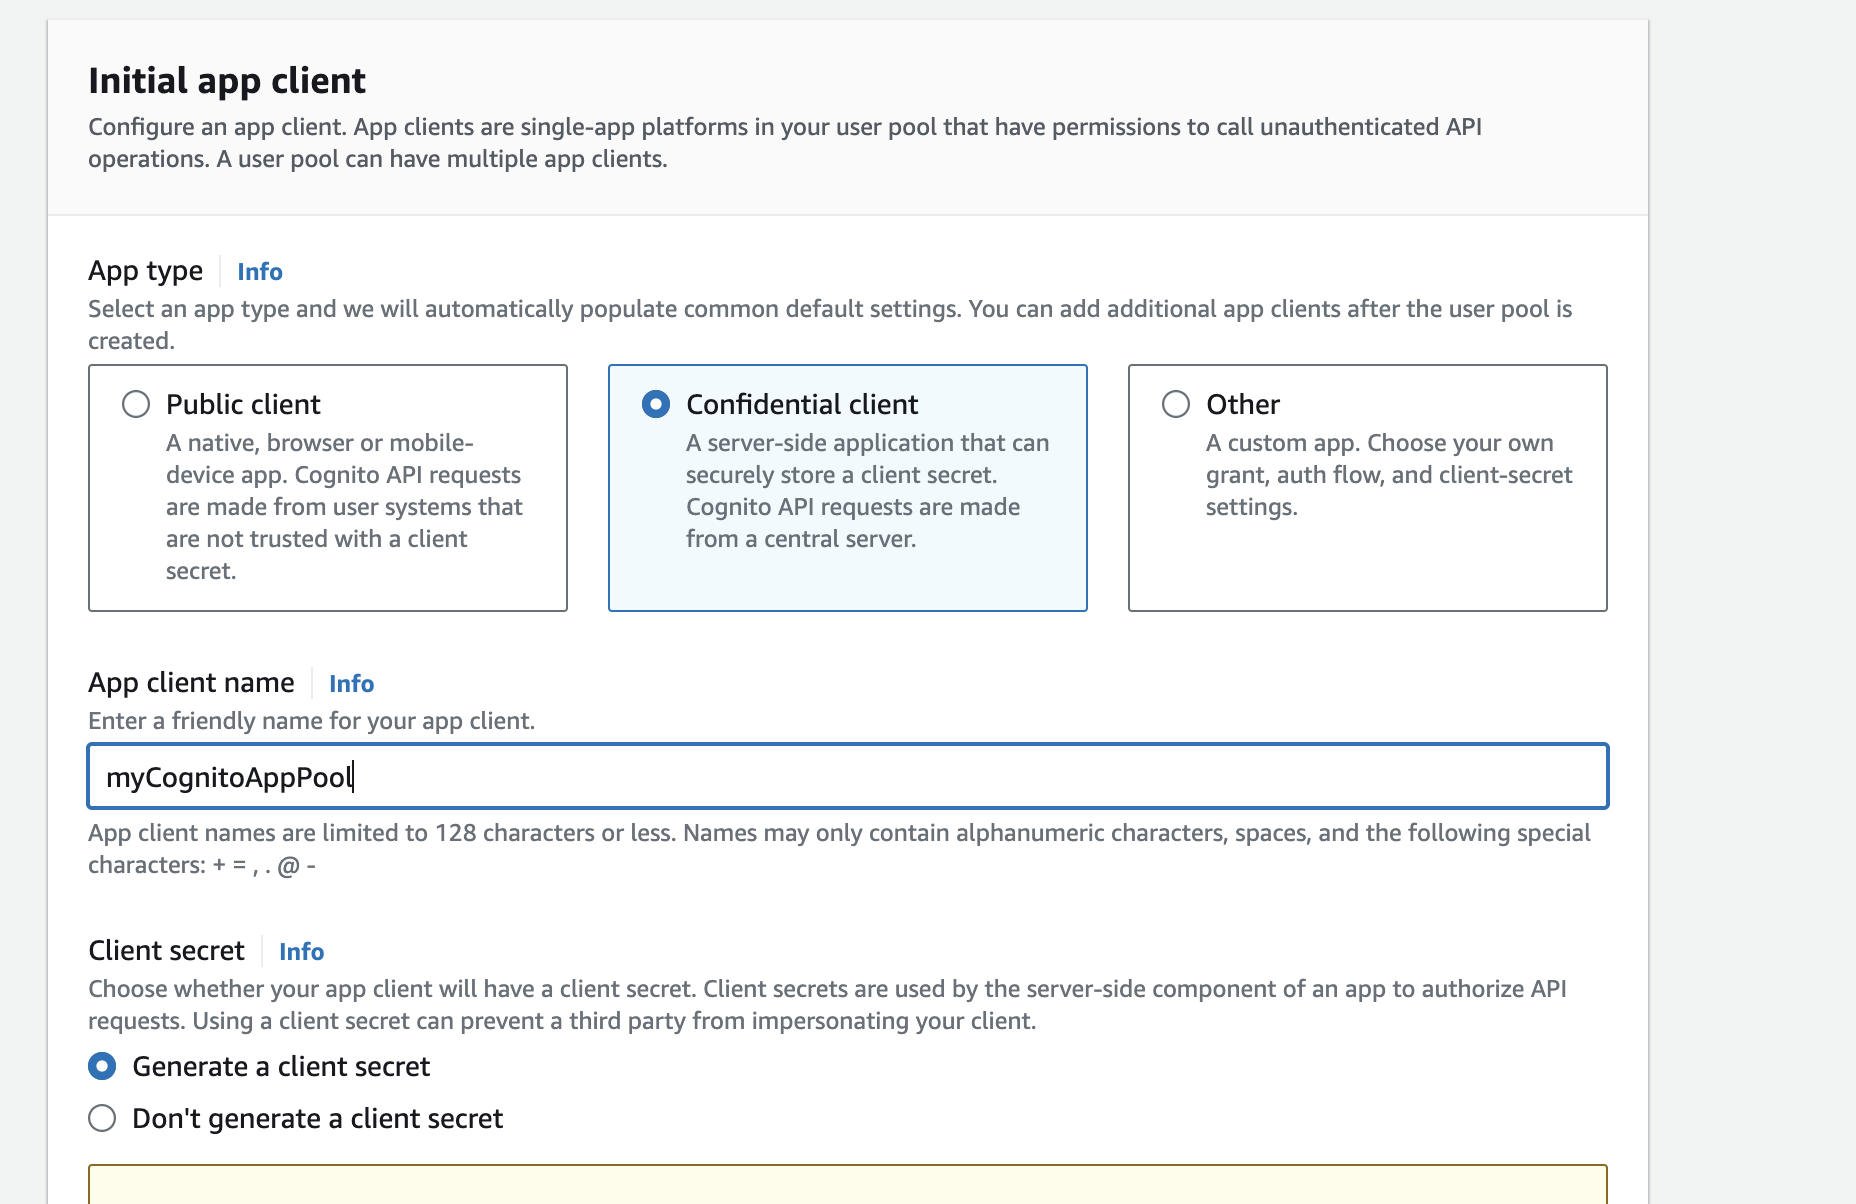 Initial app client
Configure an app client. App clients are single-app platforms in your user pool that have permissions to call unauthenticated API
operations. A user pool can have multiple app clients.
App type Info
Select an app type and we will automatically populate common default settings. You can add additional app clients after the user pool is
created.
Public client
A native, browser or mobile-
device app. Cognito API requests
are made from user systems that
are not trusted with a client
secret.
Confidential client
A server-side application that can
securely store a client secret.
Cognito API requests are made
from a central server.
Other
A custom app. Choose your own
grant, auth flow, and client-secret
settings.
App client name Info
Enter a friendly name for your app client.
myCognitoAppPool
App client names are limited to 128 characters or less. Names may only contain alphanumeric characters, spaces, and the following special
characters: + = , . @ -
Client secret Info
Choose whether your app client will have a client secret. Client secrets are used by the server-side component of an app to authorize API
requests. Using a client secret can prevent a third party from impersonating your client.
Generate a client secret
Don't generate a client secret